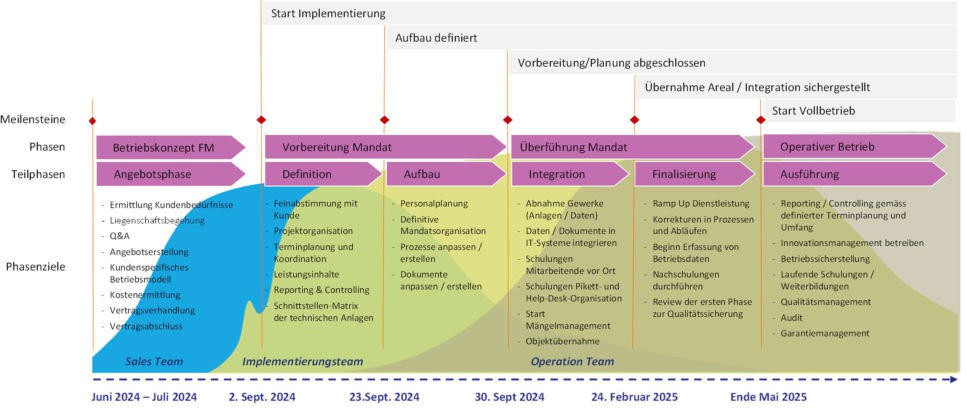 Start Implementierung
Aufbau definiert
Vorbereitung/Planung abgeschlossen
Übernahme Areal / Integration sichergestellt
Start Vollbetrieb
Meilensteine
Phasen
Betriebskonzept FM
Vorbereitung Mandat
Überführung Mandat
Operativer Betrieb
Teilphasen
Angebotsphase
Definition
Aufbau
Integration
Finalisierung
Ausführung
Phasenziele
- Ermittlung Kundenbedürfnisse
- Liegenschaftsbegehung
- Q&A
- Angebotserstellung
- Kundenspezifisches
Betriebsmodell
- Kostenermittlung
- Vertragsverhandlung
- Vertragsabschluss
- Feinabstimmung mit
Kunde
- Projektorganisation
- Terminplanung und
Koordination
- Leistungsinhalte
- Reporting & Controlling
- Schnittstellen-Matrix
der technischen Anlagen
- Personalplanung
- Definitive
Mandatsorganisation
- Prozesse anpassen /
erstellen
- Dokumente
anpassen / erstellen
- Abnahme Gewerke
(Anlagen / Daten)
- Daten / Dokumente in
IT-Systeme integrieren
- Schulungen
Mitarbeitende vor Ort
- Schulungen Pikett- und
Help-Desk-Organisation
- Start
Mängelmanagement
- Objektübernahme
- Ramp Up Dienstleistung
- Korrekturen in Prozessen
und Abläufen
- Beginn Erfassung von
Betriebsdaten
- Nachschulungen
durchführen
- Review der ersten Phase
zur Qualitätssicherung
- Reporting / Controlling gemäss
definierter Terminplanung und
Umfang
- Innovationsmanagement betreiben
- Betriebssicherstellung
- Laufende Schulungen /
Weiterbildungen
- Qualitätsmanagement
- Audit
- Garantiemanagement
Sales Team
Implementierungsteam
Operation Team
Juni 2024 – Juli 2024
2. Sept. 2024
23.Sept. 2024
30. Sept 2024
24. Februar 2025
Ende Mai 2025